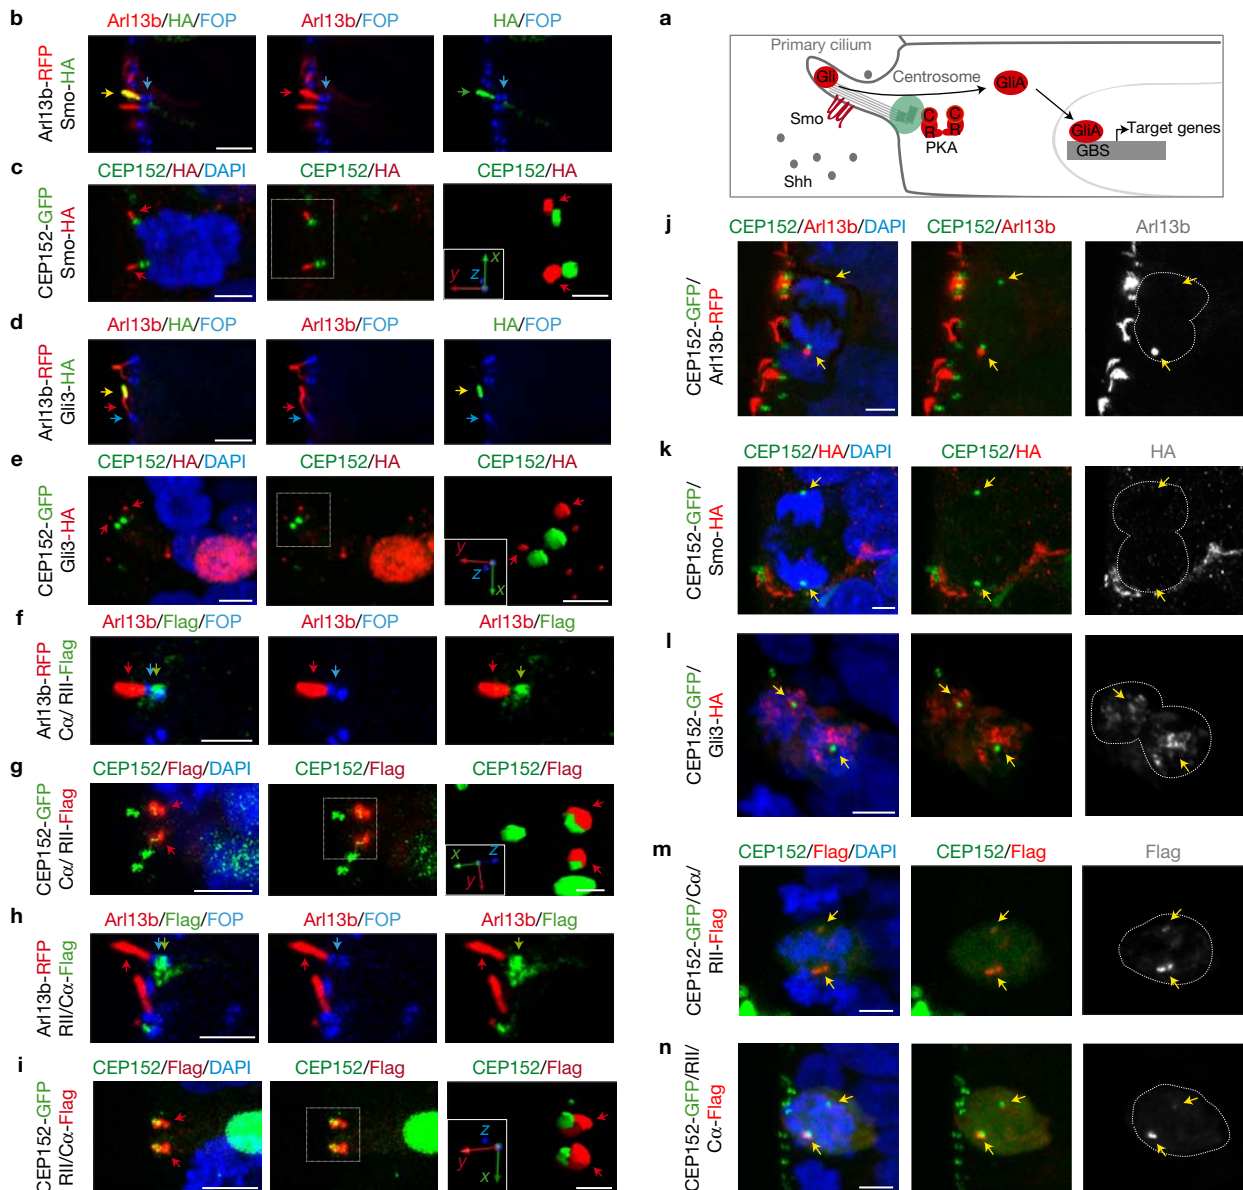 b
Arl13b/HA/FOP
Arl13b/FOP
HA/FOP
Arl13b-RFP
Smo-HA
c
CEP152/HA/DAPI
CEP152/HA
CEP152/HA
CEP152-GFP
Smo-HA
y
z
x
d
Arl13b/HA/FOP
Arl13b/FOP
HA/FOP
Arl13b-RFP
Gli3-HA
e
CEP152/HA/DAPI
CEP152/HA
CEP152/HA
CEP152-GFP
Gli3-HA
y
z
x
f
Arl13b/Flag/FOP
Arl13b/FOP
Arl13b/Flag
Arl13b-RFP
Cα/ RII-Flag
g
CEP152/Flag/DAPI
CEP152/Flag
CEP152/Flag
CEP152-GFP
Cα/ RII-Flag
x
z
y
h
Arl13b/Flag/FOP
Arl13b/FOP
Arl13b/Flag
Arl13b-RFP
RII/Cα-Flag
i
CEP152/Flag/DAPI
CEP152/Flag
CEP152/Flag
CEP152-GFP
RII/Cα-Flag
z
y
x
a
Primary cilium
Gli
Centrosome
GliA
Smo
C
C
R
R
PKA
Shh
GliA
Target genes
GBS
j
CEP152/Arl13b/DAPI
CEP152/Arl13b
Arl13b
CEP152-GFP/
Arl13b-RFP
k
CEP152/HA/DAPI
CEP152/HA
HA
CEP152-GFP/
Smo-HA
l
CEP152-GFP/
Gli3-HA
m
CEP152/Flag/DAPI
CEP152/Flag
Flag
CEP152-GFP/Cα/
RII-Flag
n
CEP152-GFP/RII/
Cα-Flag